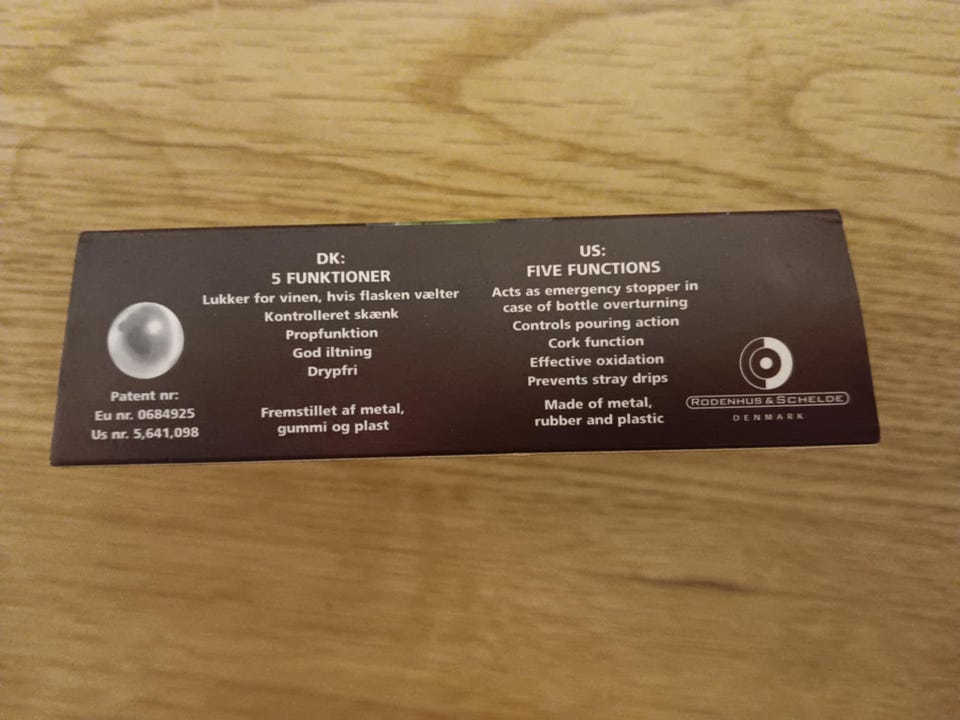 DK:
5 FUNKTIONER
Lukker for vinen, hvis flasken vælter
Kontrolleret skænk
Propfunktion
God iltning
Drypfri
Fremstillet af metal,
gummi og plast
Patent nr:
Eu nr. 0684925
Us nr. 5,641,098
US:
FIVE FUNCTIONS
Acts as emergency stopper in
case of bottle overturning
Controls pouring action
Cork function
Effective oxidation
Prevents stray drips
Made of metal,
rubber and plastic
RODENHUS & SCHELDE
DENMARK